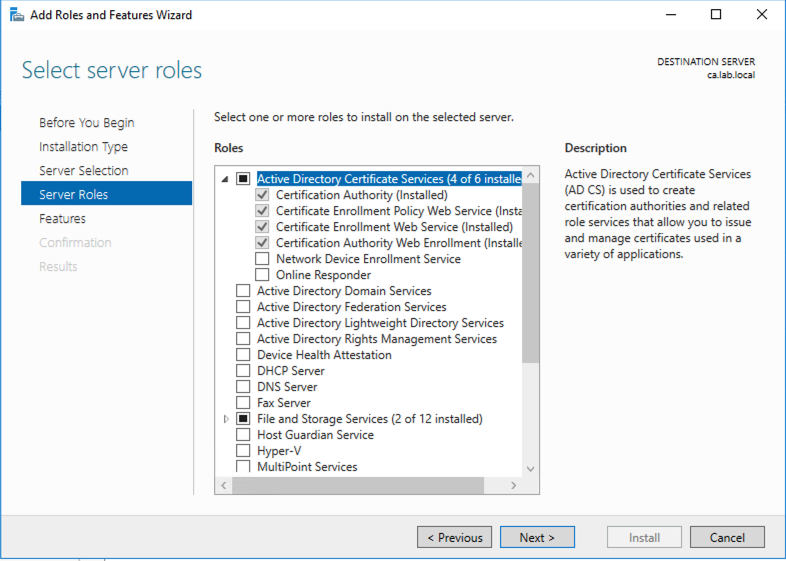 Add Roles and Features Wizard
Select server roles
DESTINATION SERVER
ca.lab.local
Before You Begin
Installation Type
Server Selection
Server Roles
Features
Confirmation
Results
Select one or more roles to install on the selected server.
Roles
Active Directory Certificate Services (4 of 6 installe
Certification Authority (Installed)
Certificate Enrollment Policy Web Service (Insta
Certificate Enrollment Web Service (Installed)
Certification Authority Web Enrollment (Installe
Network Device Enrollment Service
Online Responder
Active Directory Domain Services
Active Directory Federation Services
Active Directory Lightweight Directory Services
Active Directory Rights Management Services
Device Health Attestation
DHCP Server
DNS Server
Fax Server
File and Storage Services (2 of 12 installed)
Host Guardian Service
Hyper-V
MultiPoint Services
Description
Active Directory Certificate Services
(AD CS) is used to create
certification authorities and related
role services that allow you to issue
and manage certificates used in a
variety of applications.
< Previous
Next >
Install
Cancel